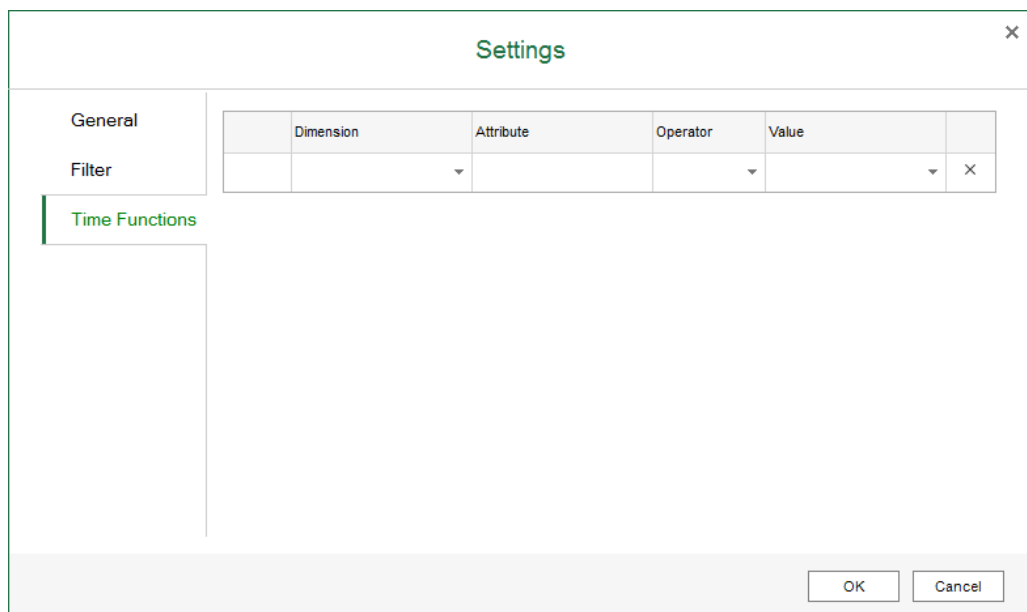 Settings
General
Filter
Time Functions
Dimension Attribute Operator Value
OK Cancel